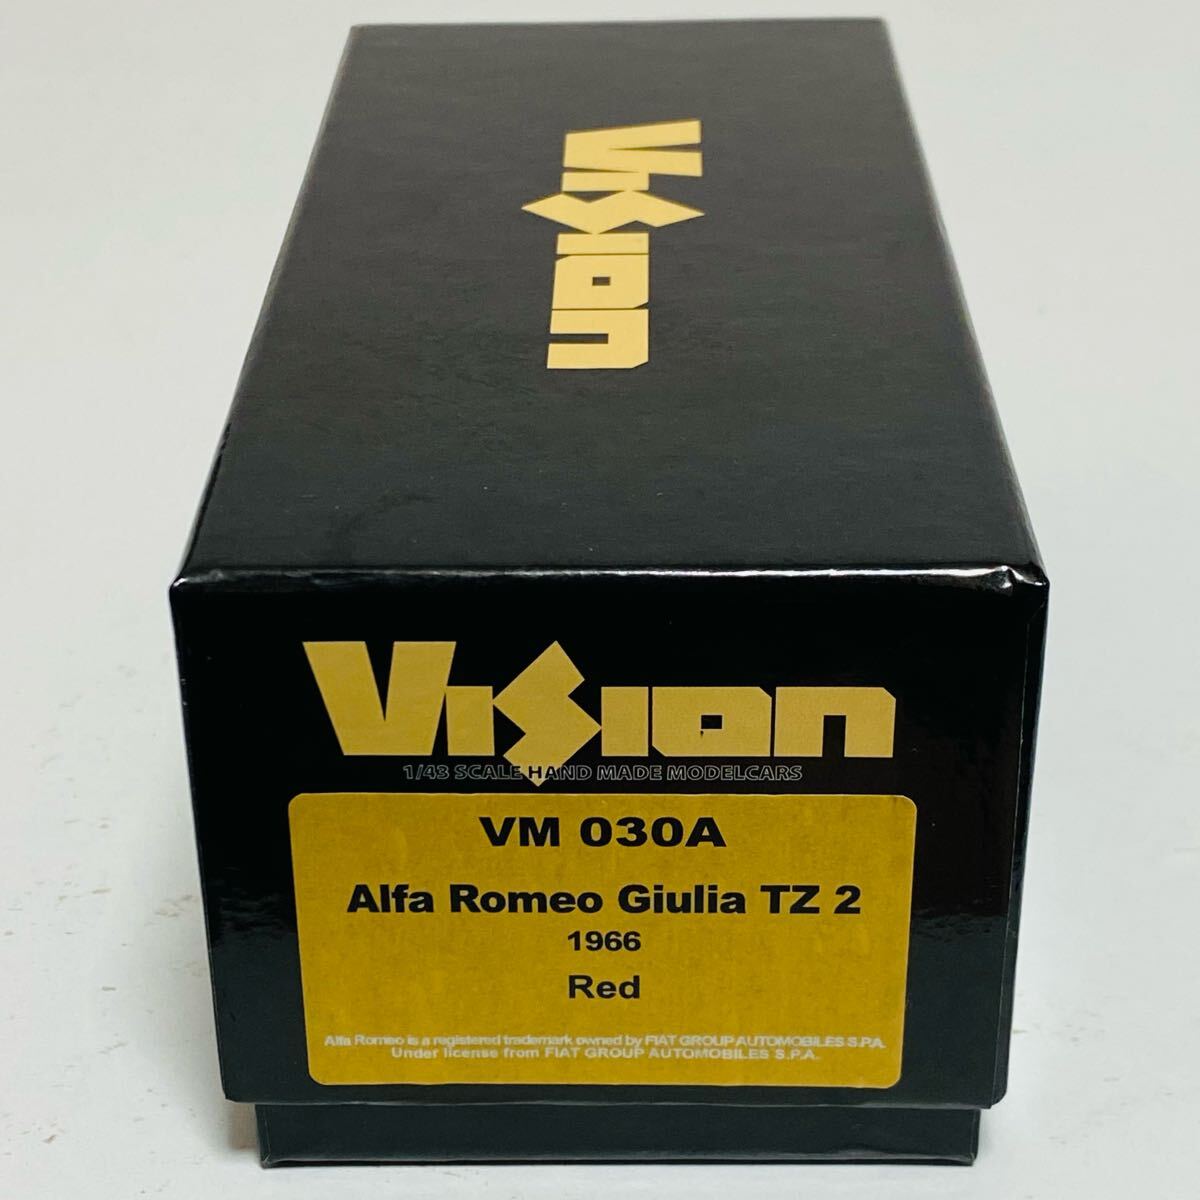 Vision
Vision
1/43 SCALE HAND MADE MODELCARS
VM 030A
Alfa Romeo Giulia TZ 2
1966
Red
Alfa Romeo is a registered trademark owned by FIAT GROUP AUTOMOBILES S.P.A.
Under license from FIAT GROUP AUTOMOBILES S.P.A.